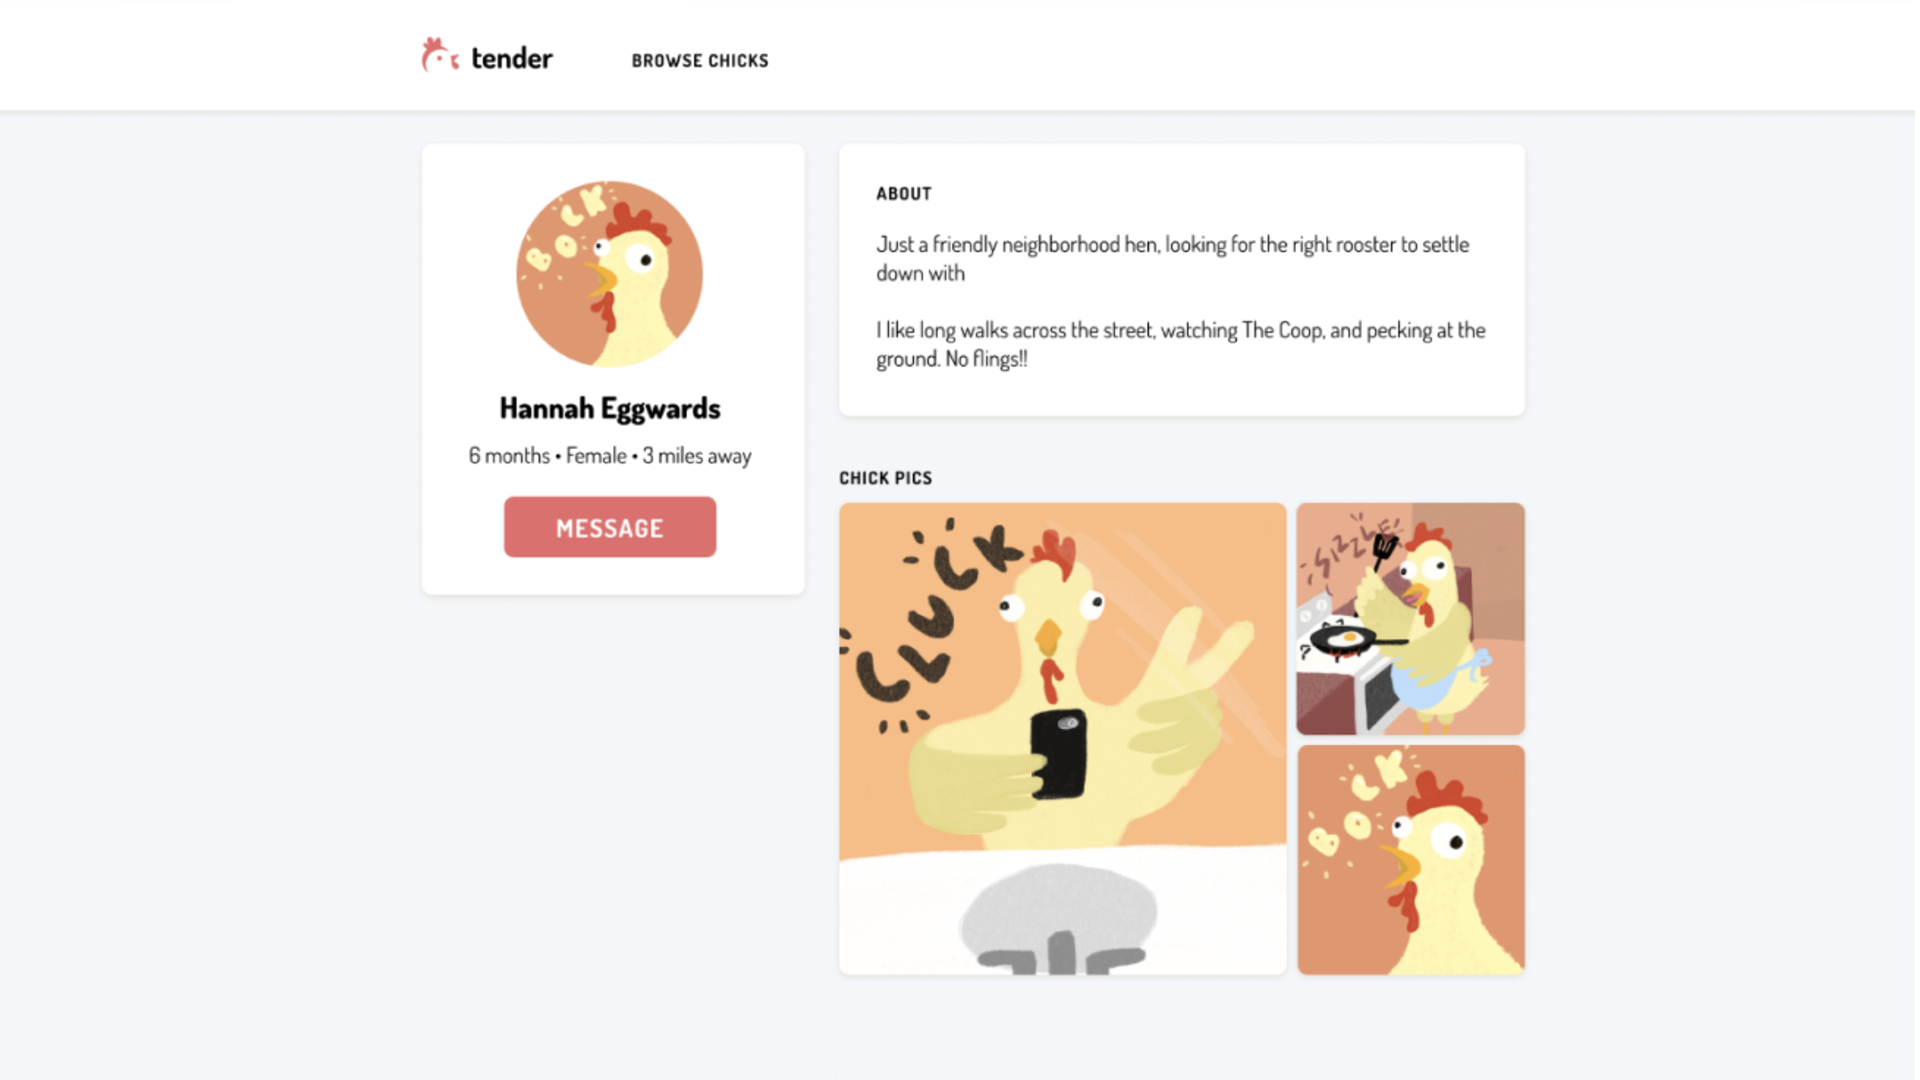 tender
BROWSE CHICKS
BOLK
Hannah Eggwards
6 months • Female • 3 miles away
MESSAGE
ABOUT
Just a friendly neighborhood hen, looking for the right rooster to settle
down with
I like long walks across the street, watching The Coop, and pecking at the
ground. No flings!!
CHICK PICS
CLUCK
SIZZLE
?
BOCK